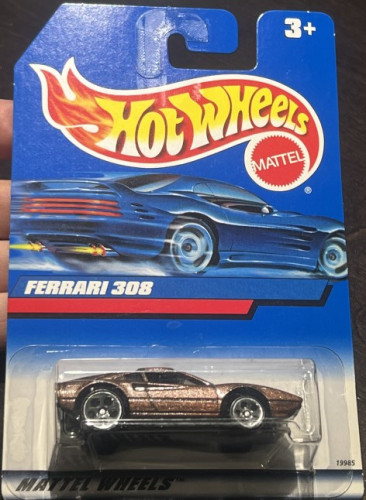 3+
HOT WHEELS
MATTEL
®
FERRARI 308
19985
MATTEL WHEELS